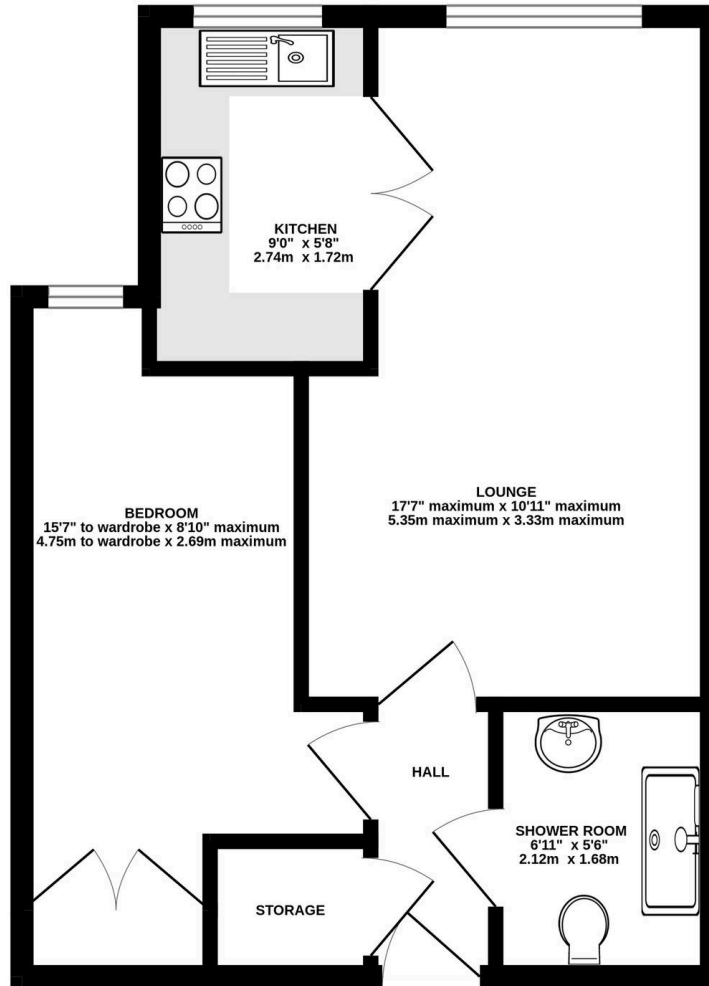 KITCHEN
9'0" x 5'8"
2.74m x 1.72m
BEDROOM
15'7" to wardrobe x 8'10" maximum
4.75m to wardrobe x 2.69m maximum
LOUNGE
17'7" maximum x 10'11" maximum
5.35m maximum x 3.33m maximum
HALL
SHOWER ROOM
6'11" x 5'6"
2.12m x 1.68m
STORAGE